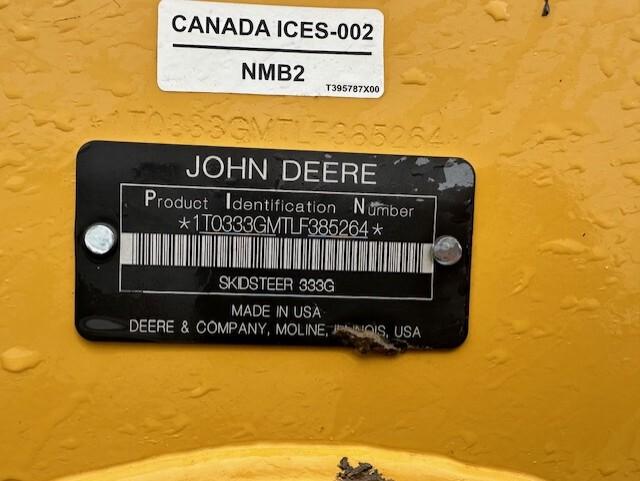 CANADA ICES-002
NMB2
T395787X00
*1T0333GMTLF385264
JOHN DEERE
Product Identification Number
*1T0333GMTLF385264*
SKIDSTEER 333G
MADE IN USA
DEERE & COMPANY, MOLINE, ILLINOIS, USA